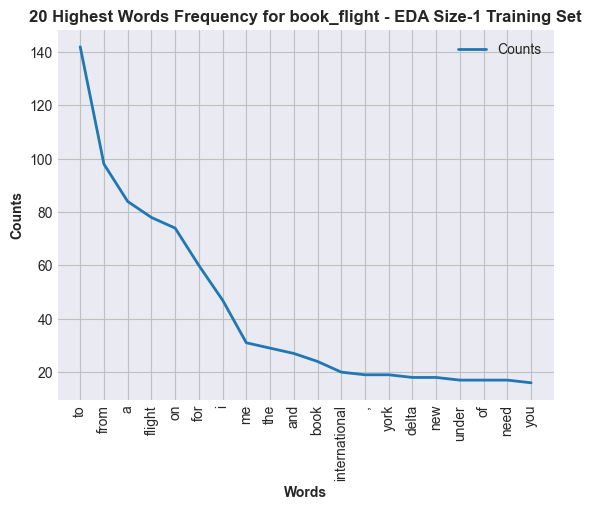 20 Highest Words Frequency for book_flight - EDA Size-1 Training Set
Counts
140
120
100
80
60
40
20
Counts
to
from
a
flight
on
for
i
me
the
and
book
international
,
york
delta
new
under
of
need
you
Words